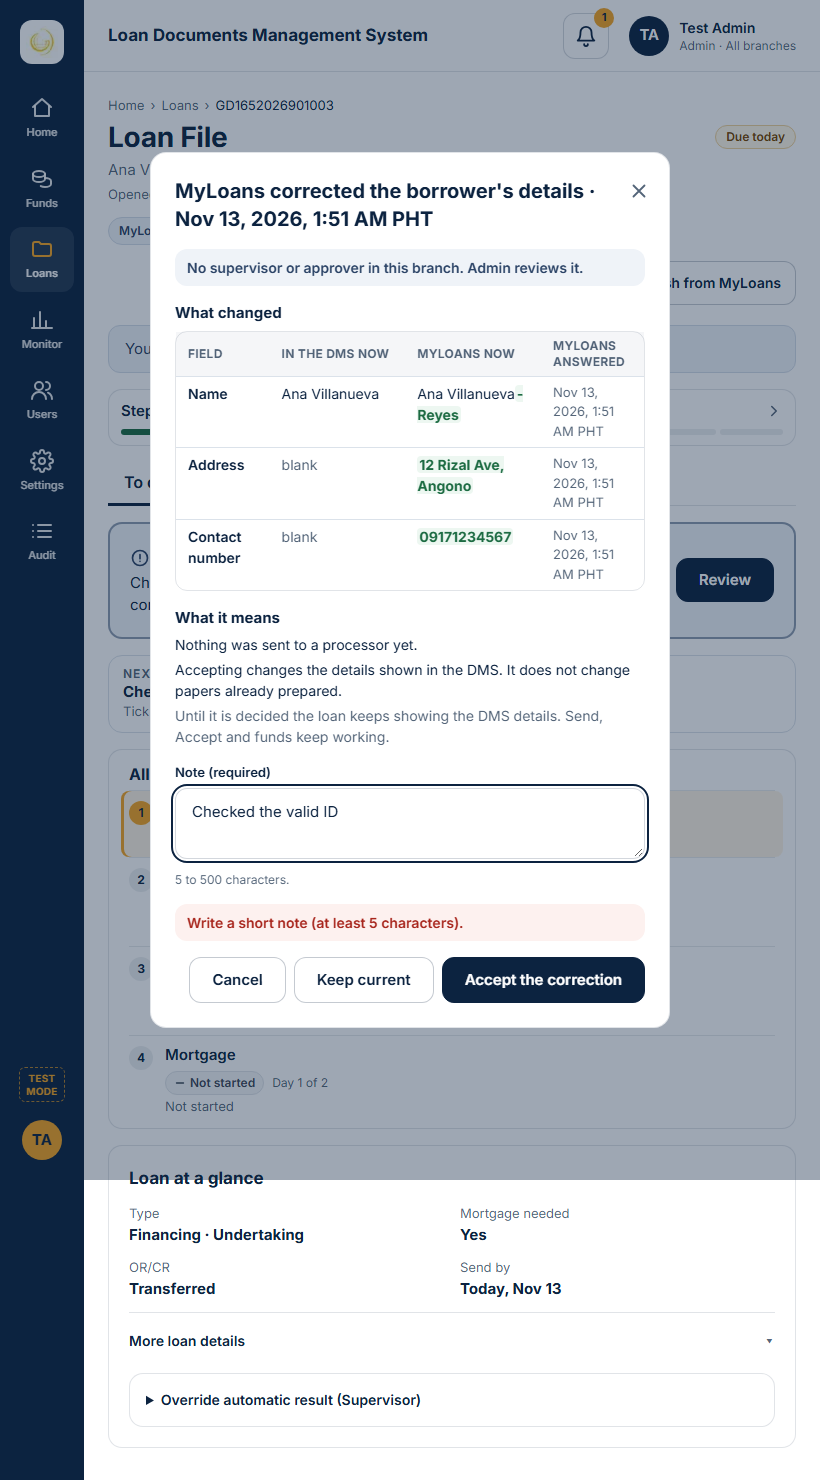 Loan Documents Management System
1
TA
Test Admin
Admin · All branches
Home
Funds
Loans
Monitor
Users
Settings
Audit
TEST
MODE
TA
Home › Loans › GD1652026901003
Loan File
Due today
Ana V
Opene
MyLo
sh from MyLoans
You
Step
To
Ch
con
Review
NEX
Che
Tick
All
1
2
3
MyLoans corrected the borrower's details ·
Nov 13, 2026, 1:51 AM PHT
No supervisor or approver in this branch. Admin reviews it.
What changed
FIELD IN THE DMS NOW MYLOANS NOW MYLOANS
ANSWERED
Name Ana Villanueva Ana Villanueva- Nov 13,
Reyes 2026, 1:51
AM PHT
Address blank 12 Rizal Ave, Nov 13,
Angono 2026, 1:51
AM PHT
Contact blank 09171234567 Nov 13,
number 2026, 1:51
AM PHT
What it means
Nothing was sent to a processor yet.
Accepting changes the details shown in the DMS. It does not change
papers already prepared.
Until it is decided the loan keeps showing the DMS details. Send,
Accept and funds keep working.
Note (required)
Checked the valid ID
5 to 500 characters.
Write a short note (at least 5 characters).
Cancel Keep current Accept the correction
4 Mortgage
– Not started Day 1 of 2
Not started
Loan at a glance
Type Mortgage needed
Financing · Undertaking Yes
OR/CR Send by
Transferred Today, Nov 13
More loan details
Override automatic result (Supervisor)